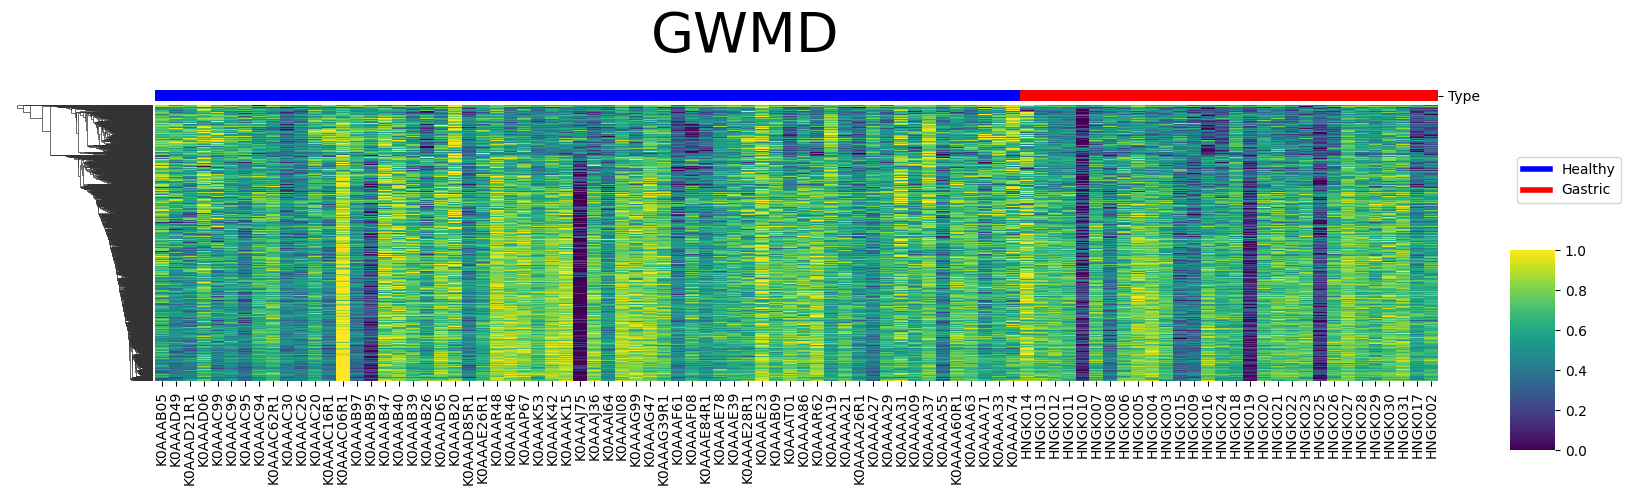 GWMD
Type
Healthy
Gastric
1.0
0.8
0.6
0.4
0.2
0.0
K0AAAB05
K0AAAD49
K0AAAD21R1
K0AAAD06
K0AAAC99
K0AAAC96
K0AAAC95
K0AAAC94
K0AAAC62R1
K0AAAC30
K0AAAC26
K0AAAC20
K0AAAC16R1
K0AAAC06R1
K0AAAB97
K0AAAB95
K0AAAB47
K0AAAB40
K0AAAB39
K0AAAB26
K0AAAD65
K0AAAB20
K0AAAD85R1
K0AAAE26R1
K0AAAR48
K0AAAR46
K0AAAP67
K0AAAK53
K0AAAK42
K0AAAK15
K0AAAJ75
K0AAAJ36
K0AAAI64
K0AAAI08
K0AAAG99
K0AAAG47
K0AAAG39R1
K0AAAF61
K0AAAF08
K0AAAE84R1
K0AAAE78
K0AAAE39
K0AAAE28R1
K0AAAE23
K0AAAB09
K0AAAT01
K0AAAA86
K0AAAR62
K0AAAA19
K0AAAA21
K0AAAA26R1
K0AAAA27
K0AAAA29
K0AAAA31
K0AAAA09
K0AAAA37
K0AAAA55
K0AAAA60R1
K0AAAA63
K0AAAA71
K0AAAA33
K0AAAA74
HNGK014
HNGK013
HNGK012
HNGK011
HNGK010
HNGK007
HNGK008
HNGK006
HNGK005
HNGK004
HNGK003
HNGK015
HNGK009
HNGK016
HNGK024
HNGK018
HNGK019
HNGK020
HNGK021
HNGK022
HNGK023
HNGK025
HNGK026
HNGK027
HNGK028
HNGK029
HNGK030
HNGK031
HNGK017
HNGK002